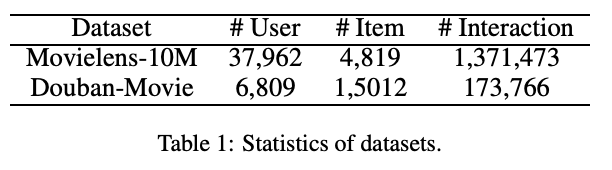 Dataset # User # Item # Interaction
Movielens-10M 37,962 4,819 1,371,473
Douban-Movie 6,809 1,5012 173,766
Table 1: Statistics of datasets.